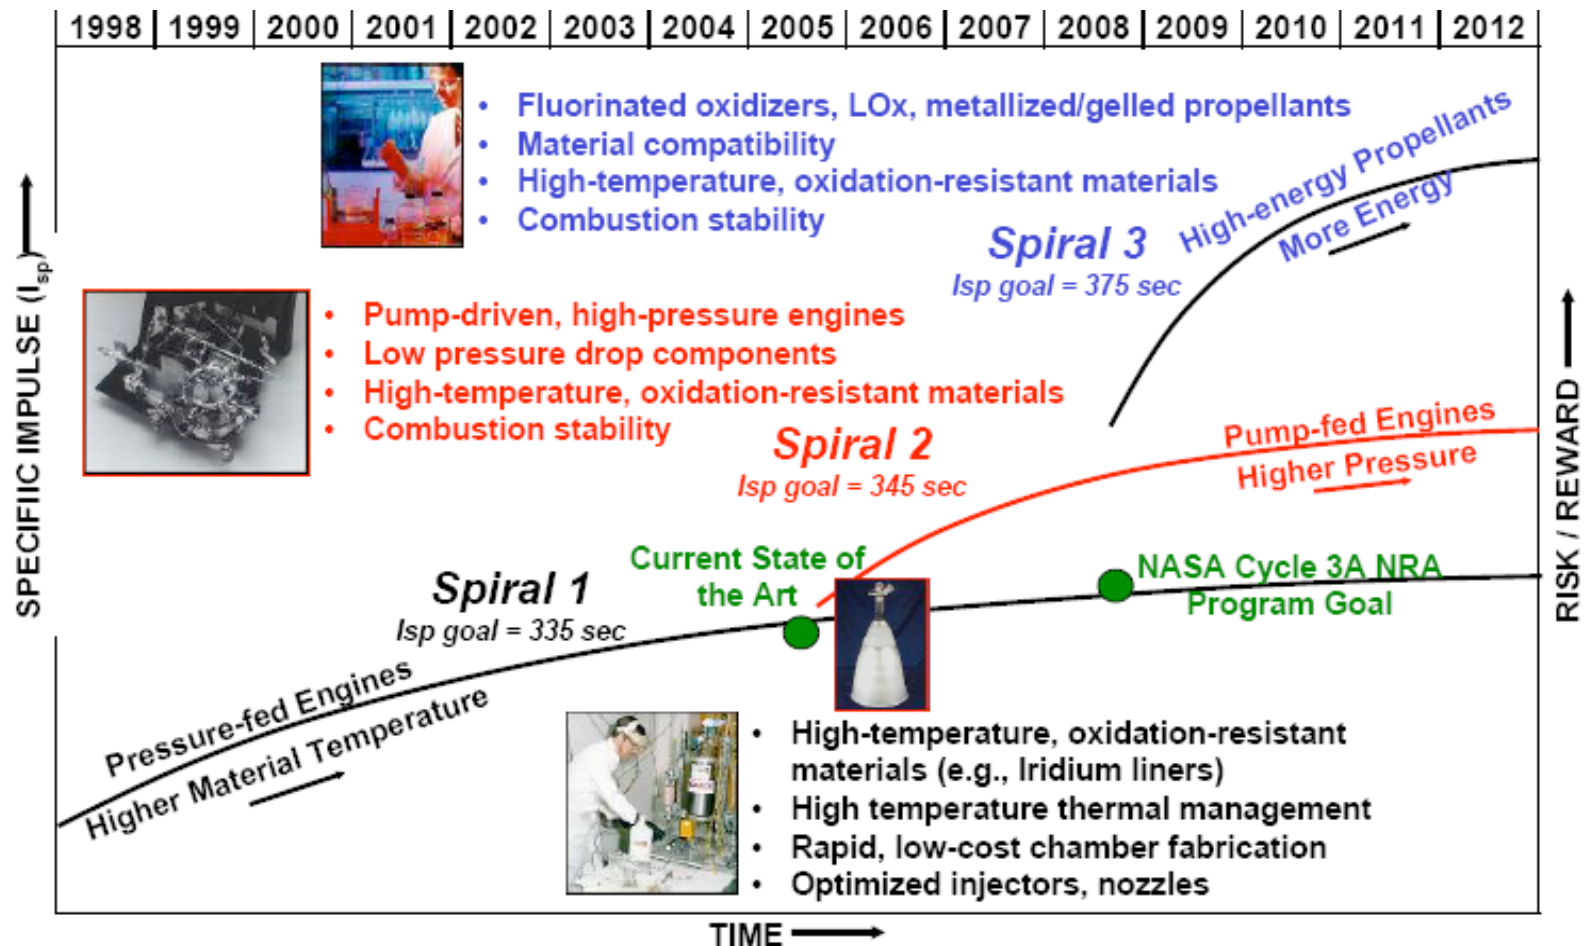 1998 1999 2000 2001 2002 2003 2004 2005 2006 2007 2008 2009 2010 2011 2012
• Fluorinated oxidizers, LOx, metallized/gelled propellants
• Material compatibility
• High-temperature, oxidation-resistant materials
• Combustion stability
High-energy Propellants
More Energy
Spiral 3
Isp goal = 375 sec
SPECIFIIC IMPULSE (Isp)
• Pump-driven, high-pressure engines
• Low pressure drop components
• High-temperature, oxidation-resistant materials
• Combustion stability
Spiral 2
Isp goal = 345 sec
Pump-fed Engines
Higher Pressure
RISK / REWARD
Current State of
the Art
NASA Cycle 3A NRA
Program Goal
Spiral 1
Isp goal = 335 sec
Pressure-fed Engines
Higher Material Temperature
• High-temperature, oxidation-resistant
materials (e.g., Iridium liners)
• High temperature thermal management
• Rapid, low-cost chamber fabrication
• Optimized injectors, nozzles
TIME